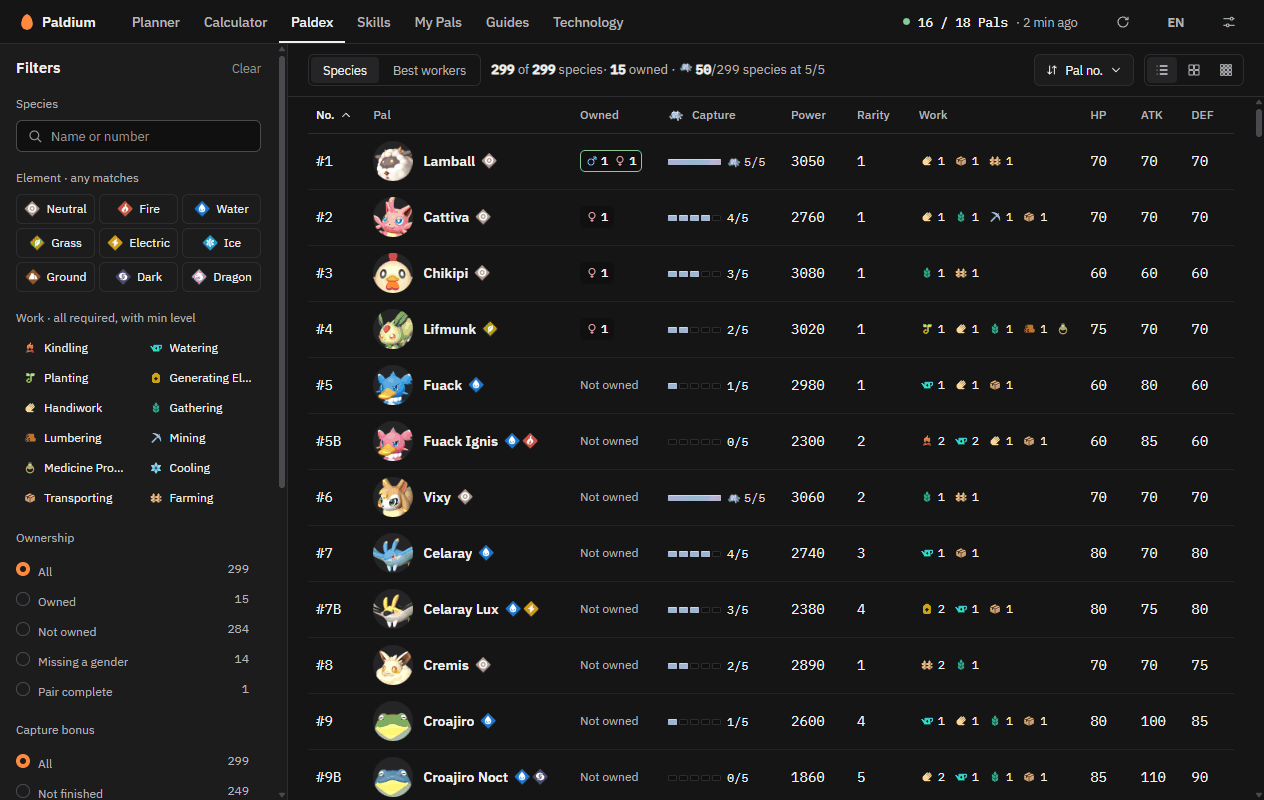 Paldium Planner Calculator Paldex Skills My Pals Guides Technology 16 / 18 Pals · 2 min ago EN
Filters Clear
Species
Name or number
Element · any matches
Neutral Fire Water
Grass Electric Ice
Ground Dark Dragon
Work · all required, with min level
Kindling Watering
Planting Generating El...
Handiwork Gathering
Lumbering Mining
Medicine Pro... Cooling
Transporting Farming
Ownership
All 299
Owned 15
Not owned 284
Missing a gender 14
Pair complete 1
Capture bonus
All 299
Not finished 249
Species Best workers 299 of 299 species · 15 owned · 50/299 species at 5/5 Pal no.
No. Pal Owned Capture Power Rarity Work HP ATK DEF
#1 Lamball ♂ 1 ♀ 1 5/5 3050 1 1 1 1 70 70 70
#2 Cattiva ♀ 1 4/5 2760 1 1 1 1 1 70 70 70
#3 Chikipi ♀ 1 3/5 3080 1 1 1 60 60 60
#4 Lifmunk ♀ 1 2/5 3020 1 1 1 1 1 75 70 70
#5 Fuack Not owned 1/5 2980 1 1 1 1 60 80 60
#5B Fuack Ignis Not owned 0/5 2300 2 2 2 1 1 60 85 60
#6 Vixy Not owned 5/5 3060 2 1 1 70 70 70
#7 Celaray Not owned 4/5 2740 3 1 1 80 70 80
#7B Celaray Lux Not owned 3/5 2380 4 2 1 1 80 75 80
#8 Cremis Not owned 2/5 2890 1 2 1 70 70 75
#9 Croajiro Not owned 1/5 2600 4 1 1 1 1 80 100 85
#9B Croajiro Noct Not owned 0/5 1860 5 2 1 1 1 85 110 90